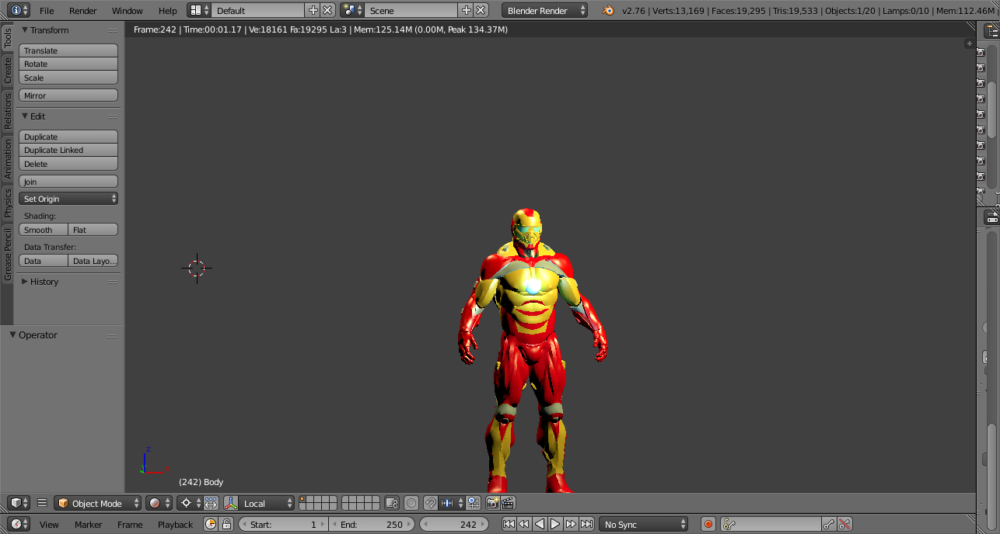 File Render Window Help Default Scene Blender Render v2.76 | Verts:13,169 | Faces:19,295 | Tris:19,533 | Objects:1/20 | Lamps:0/10 | Mem:112.46M
Frame:242 | Time:00:01.17 | Ve:18161 Fa:19295 La:3 | Mem:125.14M (0.00M, Peak 134.37M)
Tools
Create
Relations
Animation
Physics
Grease Pencil
Transform
Translate
Rotate
Scale
Mirror
Edit
Duplicate
Duplicate Linked
Delete
Join
Set Origin
Shading:
Smooth Flat
Data Transfer:
Data Data Layo...
History
Operator
z
x
(242) Body
Object Mode Local
View Marker Frame Playback Start: 1 End: 250 242 No Sync